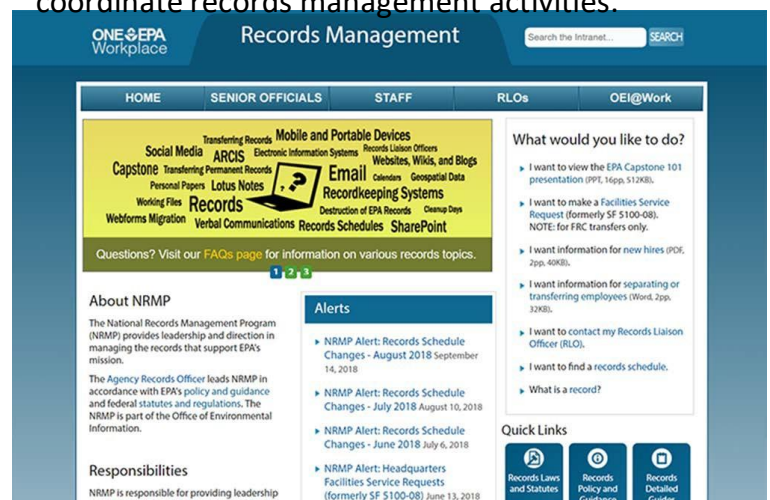 coordinate records management activities.
ONE EPA
Workplace
Records Management
Search the Intranet...
SEARCH
HOME
SENIOR OFFICIALS
STAFF
RLOs
OEI@Work
Transferring Records Mobile and Portable Devices
Social Media ARCIS Electronic Information Systems Records Liaison Officers
Websites, Wikis, and Blogs
Capstone Transferring Permanent Records
Email Calendars Geospatial Data
Personal Papers Lotus Notes
?
Recordkeeping Systems
Working Files Records
Destruction of EPA Records Cleanup Days
Webforms Migration Verbal Communications Records Schedules SharePoint
Questions? Visit our FAQs page for information on various records topics.
1 2 3
About NRMP
The National Records Management Program
(NRMP) provides leadership and direction in
managing the records that support EPA's
mission.
The Agency Records Officer leads NRMP in
accordance with EPA's policy and guidance
and federal statutes and regulations. The
NRMP is part of the Office of Environmental
Information.
Responsibilities
NRMP is responsible for providing leadership
Alerts
NRMP Alert: Records Schedule
Changes - August 2018 September
14, 2018
NRMP Alert: Records Schedule
Changes - July 2018 August 10, 2018
NRMP Alert: Records Schedule
Changes - June 2018 July 6, 2018
NRMP Alert: Headquarters
Facilities Service Requests
(formerly SF 5100-08) June 13, 2018
What would you like to do?
I want to view the EPA Capstone 101
presentation (PPT, 16pp, 512KB).
I want to make a Facilities Service
Request (formerly SF 5100-08).
NOTE: for FRC transfers only.
I want information for new hires (PDF,
2pp, 40KB).
I want information for separating or
transferring employees (Word, 2pp,
32KB).
I want to contact my Records Liaison
Officer (RLO).
I want to find a records schedule.
What is a record?
Quick Links
Records Laws
and Statutes
Records
Policy and
Guidance
Records
Detailed
Guides